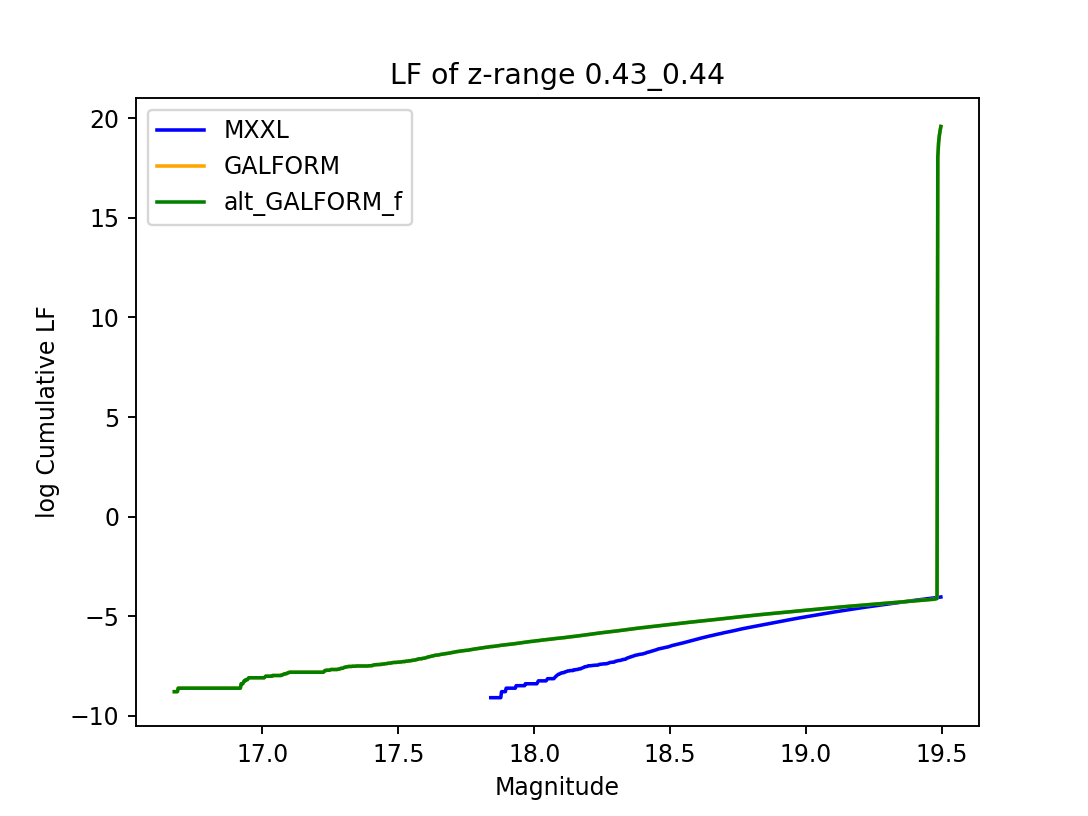 LF of z-range 0.43_0.44
20
15
10
5
0
−5
−10
log Cumulative LF
MXXL
GALFORM
alt_GALFORM_f
17.0 17.5 18.0 18.5 19.0 19.5
Magnitude